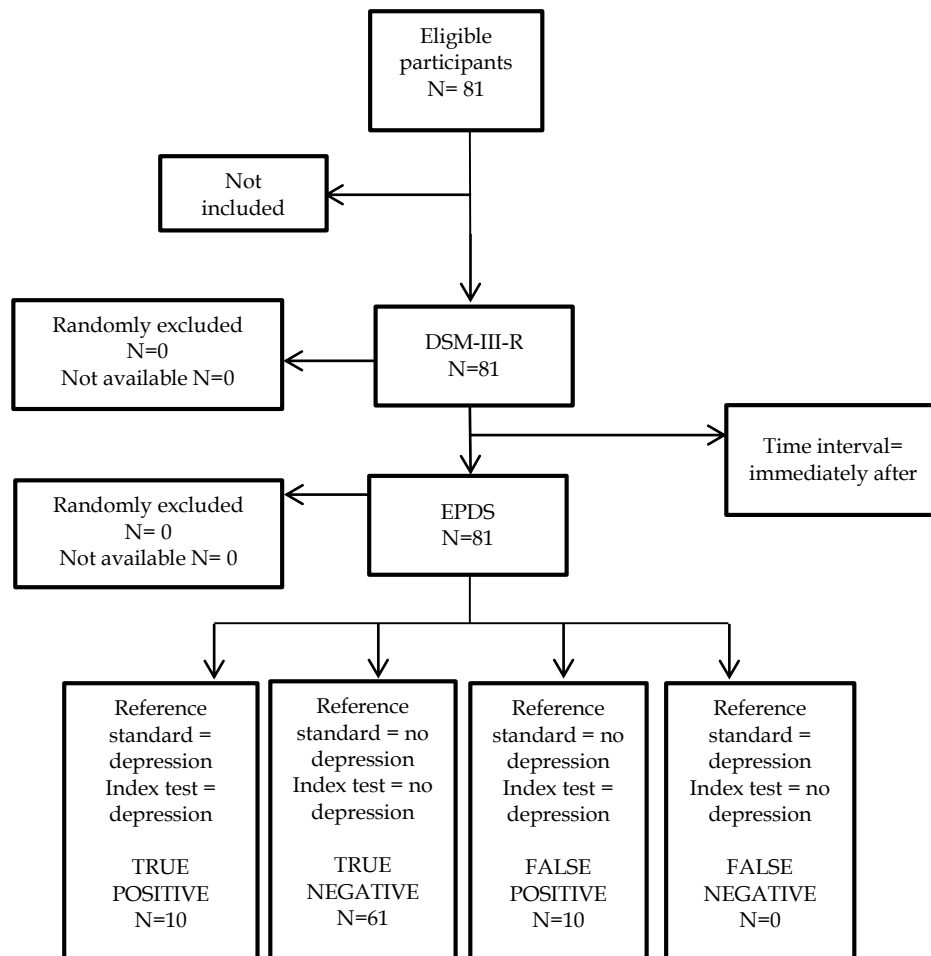 Eligible
participants
N= 81
Not
included
Randomly excluded
N=0
Not available N=0
DSM-III-R
N=81
Time interval=
immediately after
Randomly excluded
N= 0
Not available N= 0
EPDS
N=81
Reference
standard =
depression
Index test =
depression
TRUE
POSITIVE
N=10
Reference
standard = no
depression
Index test = no
depression
TRUE
NEGATIVE
N=61
Reference
standard = no
depression
Index test =
depression
FALSE
POSITIVE
N=10
Reference
standard =
depression
Index test = no
depression
FALSE
NEGATIVE
N=0